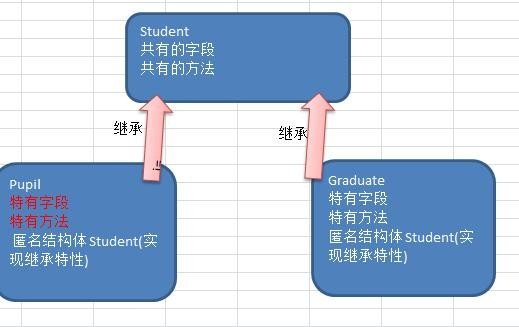 Student
共有的字段
共有的方法
继承
继承
Pupil
特有字段
特有方法
匿名结构体Student(实
现继承特性)
Graduate
特有字段
特有方法
匿名结构体Student(实
现继承特性)